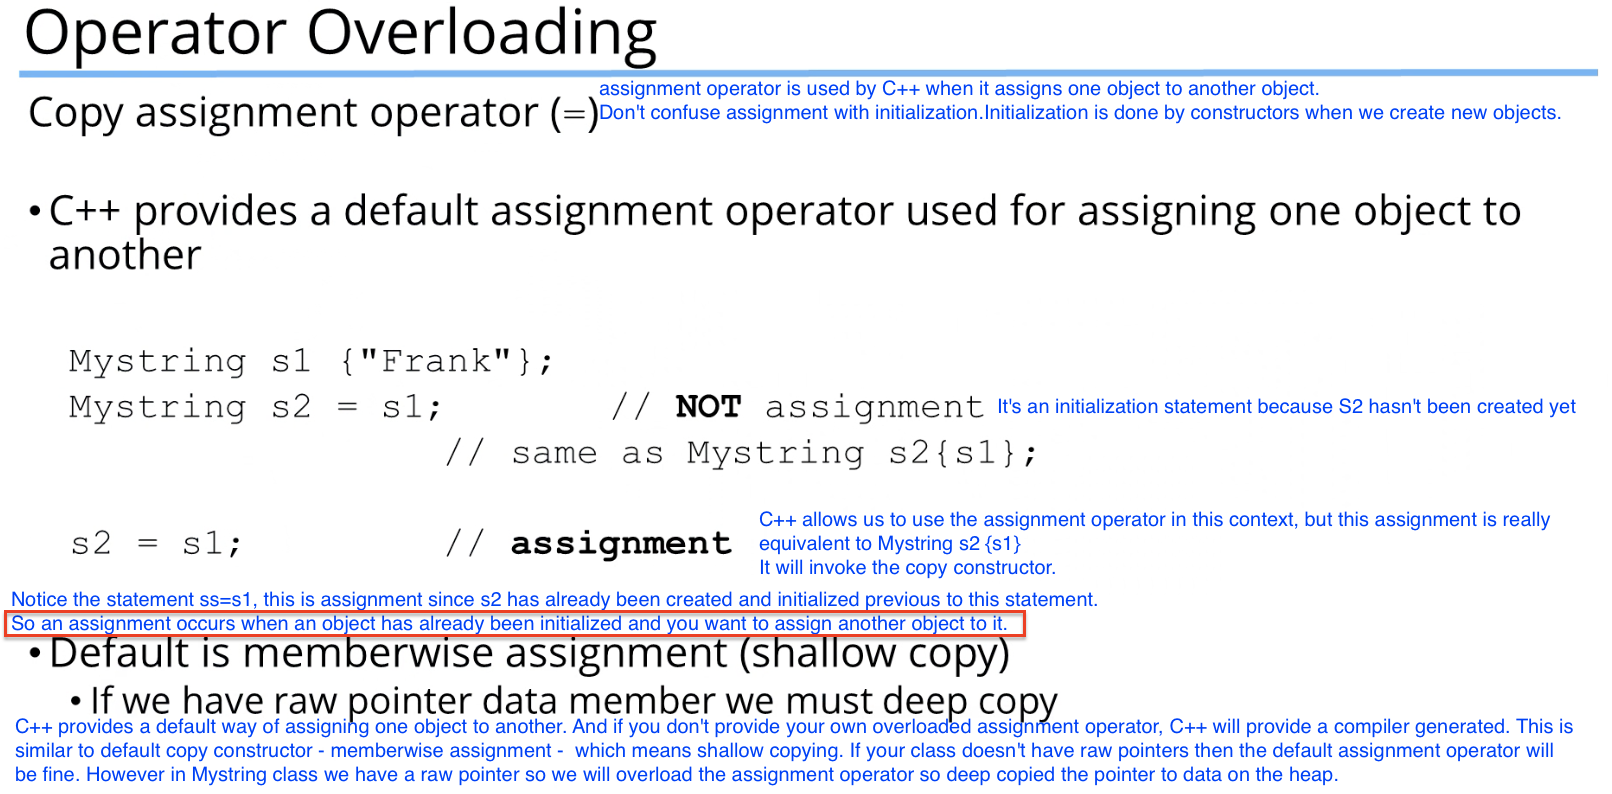 Operator Overloading
assignment operator is used by C++ when it assigns one object to another object.
Copy assignment operator (=)
Don't confuse assignment with initialization.Initialization is done by constructors when we create new objects.
• C++ provides a default assignment operator used for assigning one object to
another
Mystring s1 {"Frank"};
Mystring s2 = s1; // NOT assignment It's an initialization statement because S2 hasn't been created yet
// same as Mystring s2{s1};
C++ allows us to use the assignment operator in this context, but this assignment is really
s2 = s1; // assignment equivalent to Mystring s2 {s1}
It will invoke the copy constructor.
Notice the statement ss=s1, this is assignment since s2 has already been created and initialized previous to this statement.
So an assignment occurs when an object has already been initialized and you want to assign another object to it.
• Default is memberwise assignment (shallow copy)
• If we have raw pointer data member we must deep copy
C++ provides a default way of assigning one object to another. And if you don't provide your own overloaded assignment operator, C++ will provide a compiler generated. This is
similar to default copy constructor - memberwise assignment - which means shallow copying. If your class doesn't have raw pointers then the default assignment operator will
be fine. However in Mystring class we have a raw pointer so we will overload the assignment operator so deep copied the pointer to data on the heap.